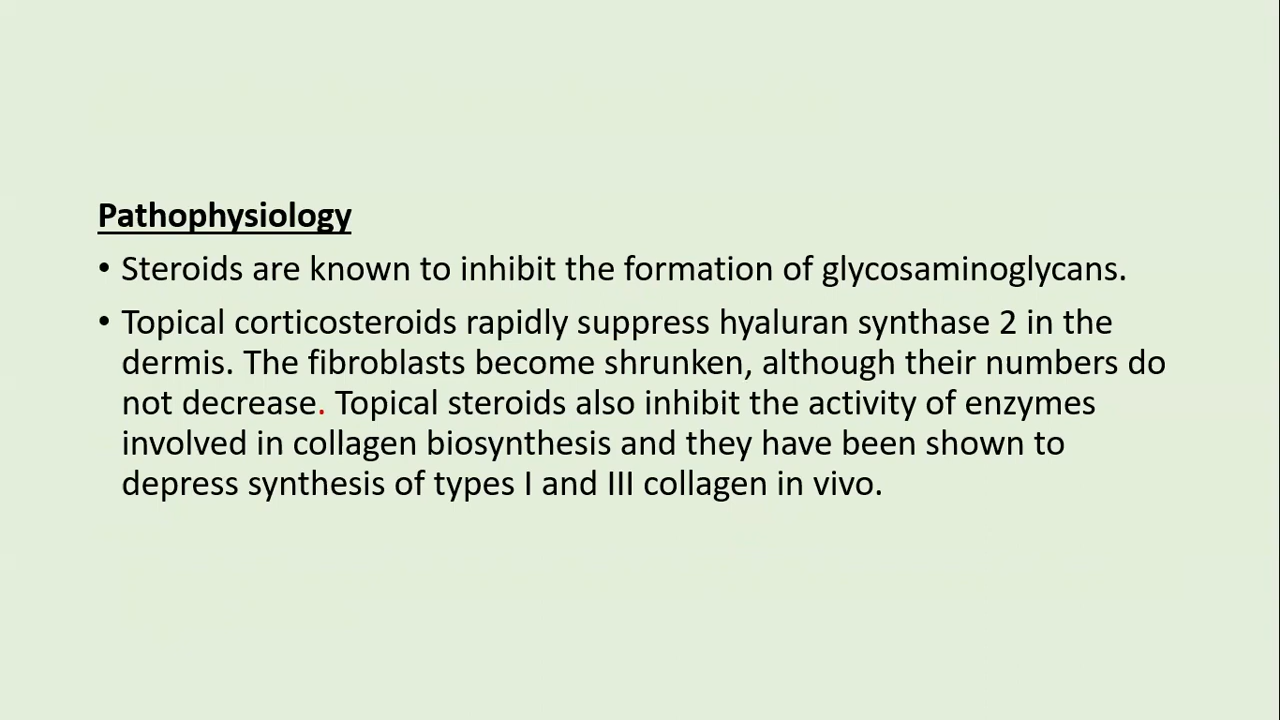 Pathophysiology
• Steroids are known to inhibit the formation of glycosaminoglycans.
• Topical corticosteroids rapidly suppress hyaluran synthase 2 in the
dermis. The fibroblasts become shrunken, although their numbers do
not decrease. Topical steroids also inhibit the activity of enzymes
involved in collagen biosynthesis and they have been shown to
depress synthesis of types I and III collagen in vivo.